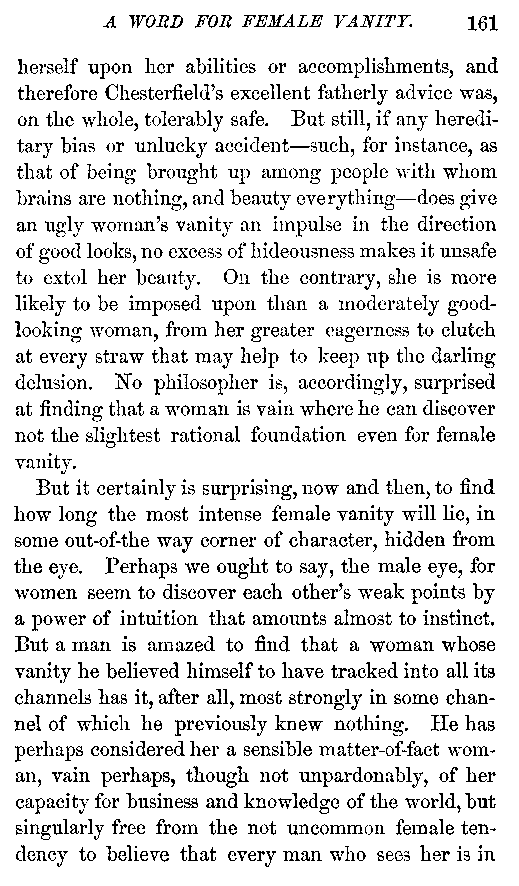 A WORD FOR FEMALE VANITY. 161
herself upon her abilities or accomplishments, and
therefore Chesterfield's excellent fatherly advice was,
on the whole, tolerably safe. But still, if any heredi-
tary bias or unlucky accident—such, for instance, as
that of being brought up among people with whom
brains are nothing, and beauty everything—does give
an ugly woman's vanity an impulse in the direction
of good looks, no excess of hideousness makes it unsafe
to extol her beauty. On the contrary, she is more
likely to be imposed upon than a moderately good-
looking woman, from her greater eagerness to clutch
at every straw that may help to keep up the darling
delusion. No philosopher is, accordingly, surprised
at finding that a woman is vain where he can discover
not the slightest rational foundation even for female
vanity.
But it certainly is surprising, now and then, to find
how long the most intense female vanity will lie, in
some out-of-the way corner of character, hidden from
the eye. Perhaps we ought to say, the male eye, for
women seem to discover each other's weak points by
a power of intuition that amounts almost to instinct.
But a man is amazed to find that a woman whose
vanity he believed himself to have tracked into all its
channels has it, after all, most strongly in some chan-
nel of which he previously knew nothing. He has
perhaps considered her a sensible matter-of-fact wom-
an, vain perhaps, though not unpardonably, of her
capacity for business and knowledge of the world, but
singularly free from the not uncommon female ten-
dency to believe that every man who sees her is in